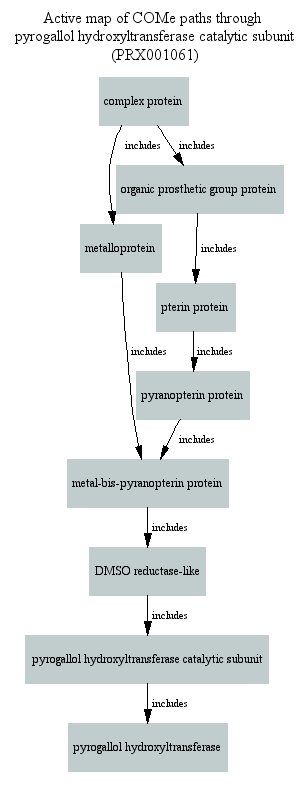 Active map of COMe paths through
pyrogallol hydroxyltransferase catalytic subunit
(PRX001061)
complex protein
includes
includes
organic prosthetic group protein
metalloprotein
includes
pterin protein
includes
includes
pyranopterin protein
includes
metal-bis-pyranopterin protein
includes
DMSO reductase-like
includes
pyrogallol hydroxyltransferase catalytic subunit
includes
pyrogallol hydroxyltransferase